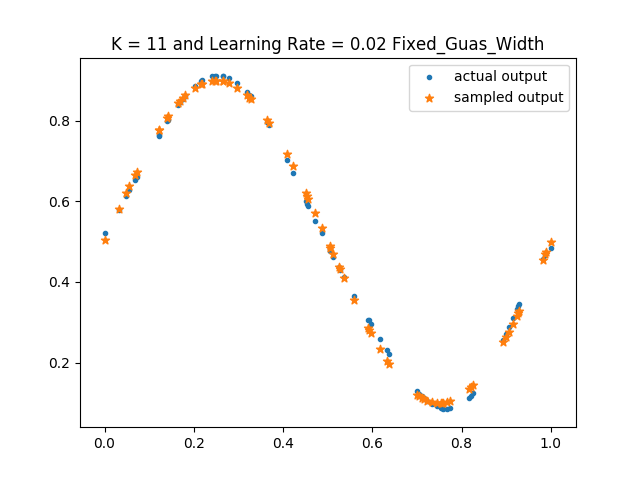 K = 11 and Learning Rate = 0.02 Fixed_Guas_Width
actual output
sampled output
0.8
0.6
0.4
0.2
0.0 0.2 0.4 0.6 0.8 1.0